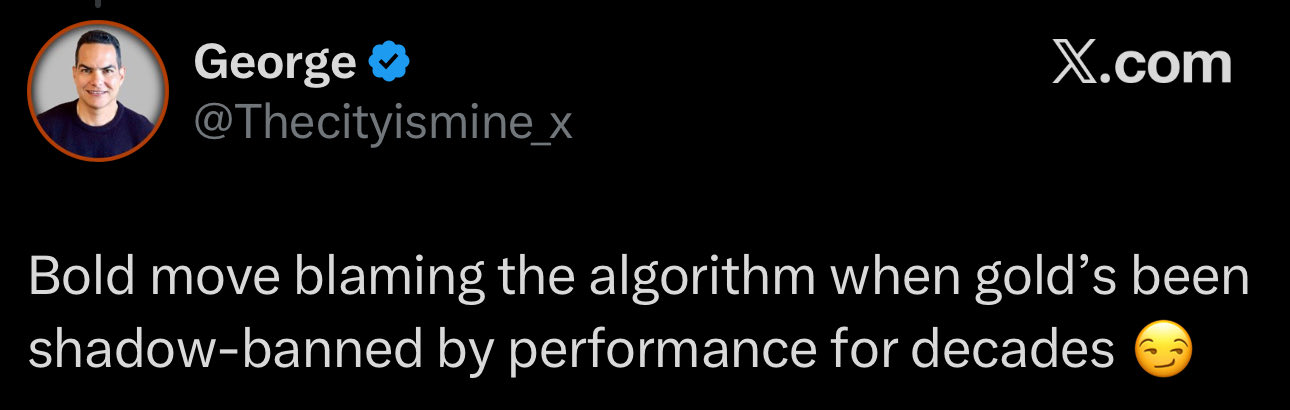 George
@Thecityismine_x
X.com
Bold move blaming the algorithm when gold’s been
shadow-banned by performance for decades 😏